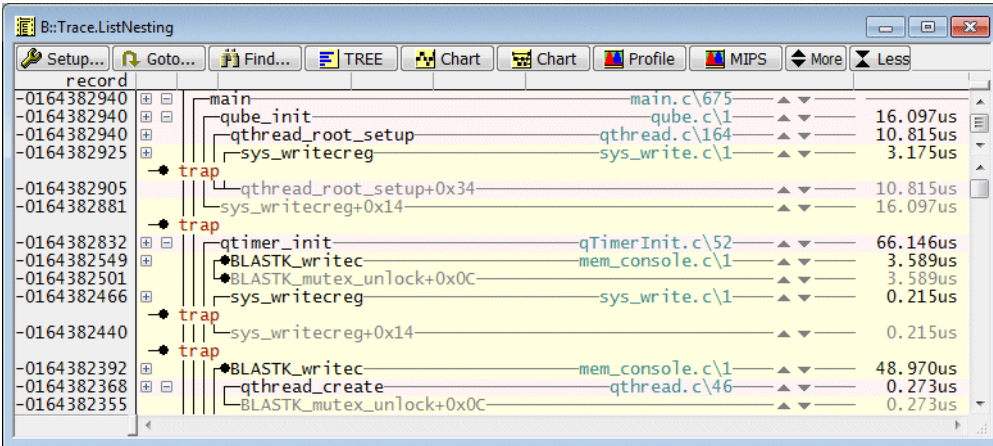 B::Trace.ListNesting
Setup... Goto... Find... TREE Chart Chart Profile MIPS More Less
record
-0164382940 main main.c\675
-0164382940 qube_init qube.c\1 16.097us
-0164382940 qthread_root_setup qthread.c\164 10.815us
-0164382925 sys_writecreg sys_write.c\1 3.175us
trap
-0164382905 qthread_root_setup+0x34 10.815us
-0164382881 sys_writecreg+0x14 16.097us
trap
-0164382832 qtimer_init qTimerInit.c\52 66.146us
-0164382549 BLASTK_writec mem_console.c\1 3.589us
-0164382501 BLASTK_mutex_unlock+0x0C 3.589us
-0164382466 sys_writecreg sys_write.c\1 0.215us
trap
-0164382440 sys_writecreg+0x14 0.215us
trap
-0164382392 BLASTK_writec mem_console.c\1 48.970us
-0164382368 qthread_create qthread.c\46 0.273us
-0164382355 BLASTK_mutex_unlock+0x0C 0.273us